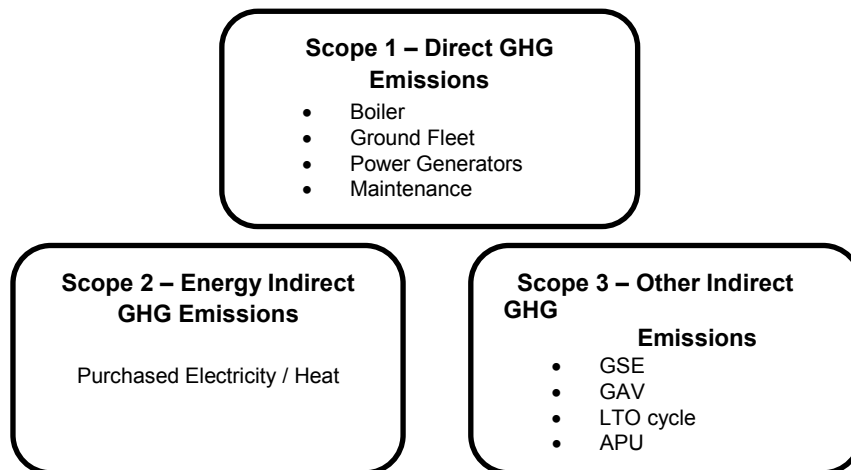 Scope 1 – Direct GHG
Emissions
• Boiler
• Ground Fleet
• Power Generators
• Maintenance
Scope 2 – Energy Indirect
GHG Emissions
Purchased Electricity / Heat
Scope 3 – Other Indirect
GHG
Emissions
• GSE
• GAV
• LTO cycle
• APU